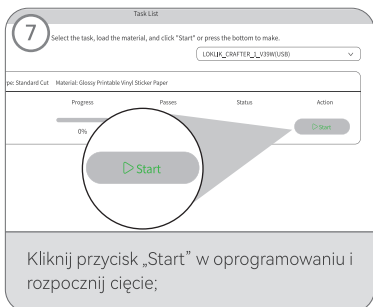 Task List
7
Select the task, load the material, and click "Start" or press the bottom to make.
LOKLIK_CRAFTER_1_V39W(USB)
pe: Standard Cut Material: Glossy Printable Vinyl Sticker Paper
Progress Passes Status Action
0% Start
Start
Kliknij przycisk „Start” w oprogramowaniu i
rozpocznij cięcie;